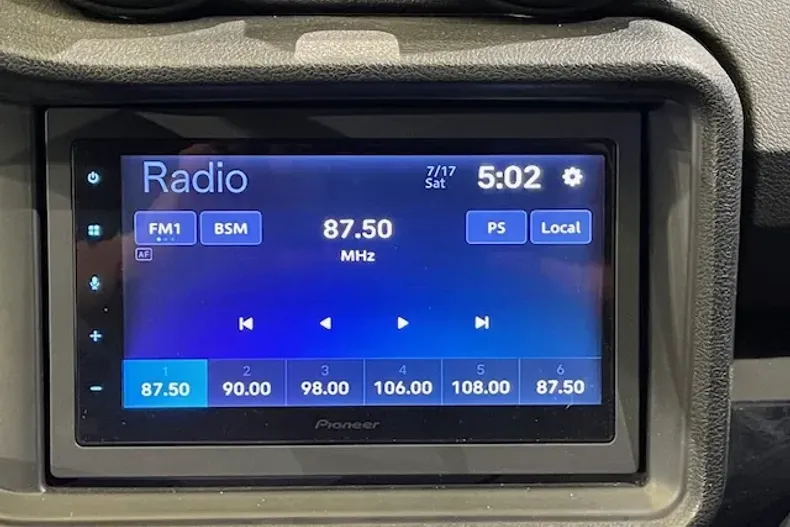 Radio
7/17
Sat
5:02
FM1 BSM 87.50 PS Local
AF
MHz
1 2 3 4 5 6
87.50 90.00 98.00 106.00 108.00 87.50
Pioneer